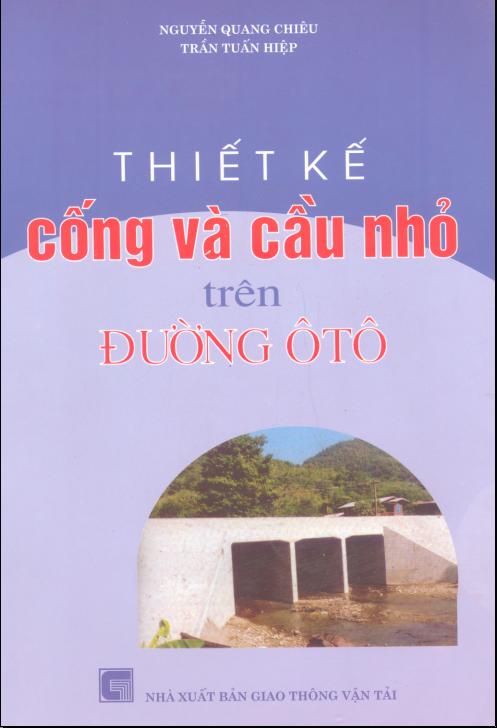 NGUYỄN QUANG CHIÊU
TRẦN TUẤN HIỆP
THIẾT KẾ
cống và cầu nhỏ
trên
ĐƯỜNG ÔTÔ
NHÀ XUẤT BẢN GIAO THÔNG VẬN TẢI